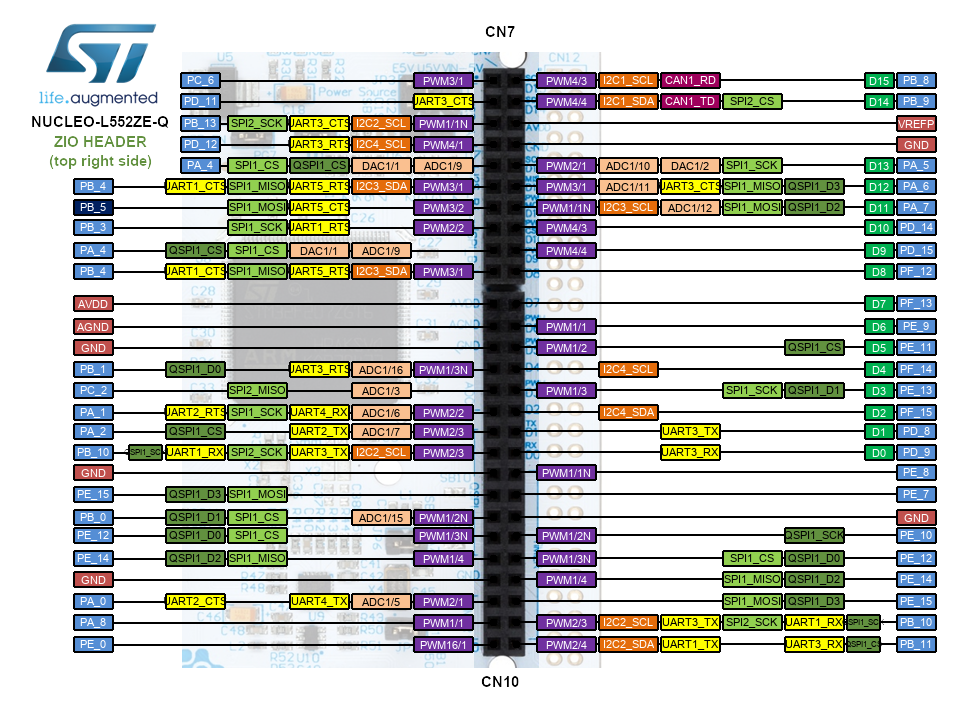 CN7
life.augmented
NUCLEO-L552ZE-Q
ZIO HEADER
(top right side)
PC_6 PWM3/1 PWM4/3 I2C1_SCL CAN1_RD D15 PB_8
PD_11 UART3_CTS PWM4/4 I2C1_SDA CAN1_TD SPI2_CS D14 PB_9
PB_13 SPI2_SCK UART3_CTS I2C2_SCL PWM1/1N VREFP
PD_12 UART3_RTS I2C4_SCL PWM4/1 GND
PA_4 SPI1_CS QSPI1_CS DAC1/1 ADC1/9 PWM2/1 ADC1/10 DAC1/2 SPI1_SCK D13 PA_5
PB_4 UART1_CTS SPI1_MISO UART5_RTS I2C3_SDA PWM3/1 PWM3/1 ADC1/11 UART3_CTS SPI1_MISO QSPI1_D3 D12 PA_6
PB_5 SPI1_MOSI UART5_CTS PWM3/2 PWM1/1N I2C3_SCL ADC1/12 SPI1_MOSI QSPI1_D2 D11 PA_7
PB_3 SPI1_SCK UART1_RTS PWM2/2 PWM4/3 D10 PD_14
PA_4 QSPI1_CS SPI1_CS DAC1/1 ADC1/9 PWM4/4 D9 PD_15
PB_4 UART1_CTS SPI1_MISO UART5_RTS I2C3_SDA PWM3/1 D8 PF_12
AVDD D7 PF_13
AGND PWM1/1 D6 PE_9
GND PWM1/2 QSPI1_CS D5 PE_11
PB_1 QSPI1_D0 UART3_RTS ADC1/16 PWM1/3N I2C4_SCL D4 PF_14
PC_2 SPI2_MISO ADC1/3 PWM1/3 SPI1_SCK QSPI1_D1 D3 PE_13
PA_1 UART2_RTS SPI1_SCK UART4_RX ADC1/6 PWM2/2 I2C4_SDA D2 PF_15
PA_2 QSPI1_CS UART2_TX ADC1/7 PWM2/3 UART3_TX D1 PD_8
PB_10 QSPI1_SCK UART1_RX SPI2_SCK UART3_TX I2C2_SCL PWM2/3 UART3_RX D0 PD_9
GND PWM1/1N PE_8
PE_15 QSPI1_D3 SPI1_MOSI PE_7
PB_0 QSPI1_D1 SPI1_CS ADC1/15 PWM1/2N GND
PE_12 QSPI1_D0 SPI1_CS PWM1/3N PWM1/2N QSPI1_SCK PE_10
PE_14 QSPI1_D2 SPI1_MISO PWM1/4 PWM1/3N SPI1_CS QSPI1_D0 PE_12
GND PWM1/4 SPI1_MISO QSPI1_D2 PE_14
PA_0 UART2_CTS UART4_TX ADC1/5 PWM2/1 SPI1_MOSI QSPI1_D3 PE_15
PA_8 PWM1/1 PWM2/3 I2C2_SCL UART3_TX SPI2_SCK UART1_RX QSPI1_SCK PB_10
PE_0 PWM16/1 PWM2/4 I2C2_SDA UART1_TX UART3_RX QSPI1_CS PB_11
CN10